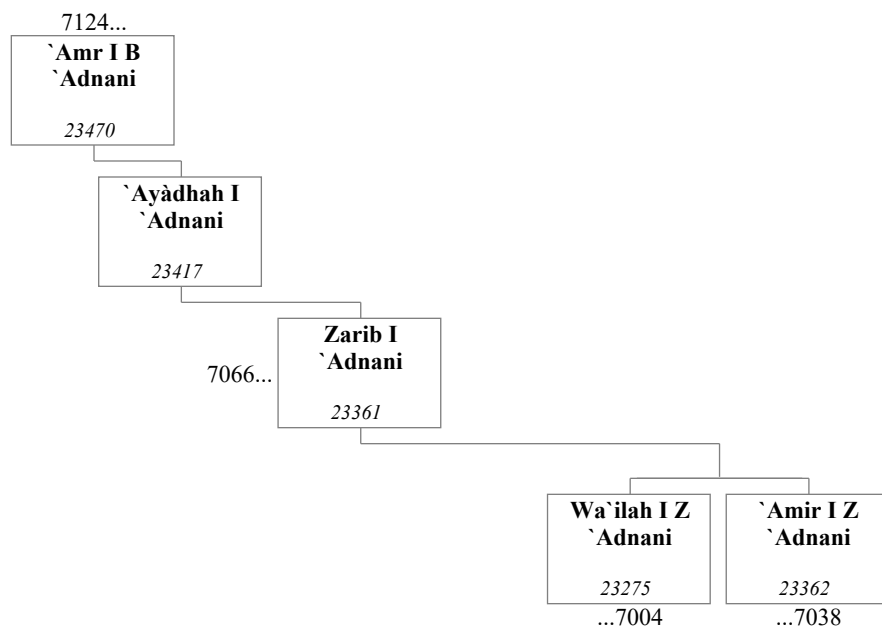 7124...
`Amr I B
`Adnani
23470
`Ayàdhah I
`Adnani
23417
Zarib I
`Adnani
7066...
23361
Wa`ilah I Z
`Adnani
23275
...7004
`Amir I Z
`Adnani
23362
...7038